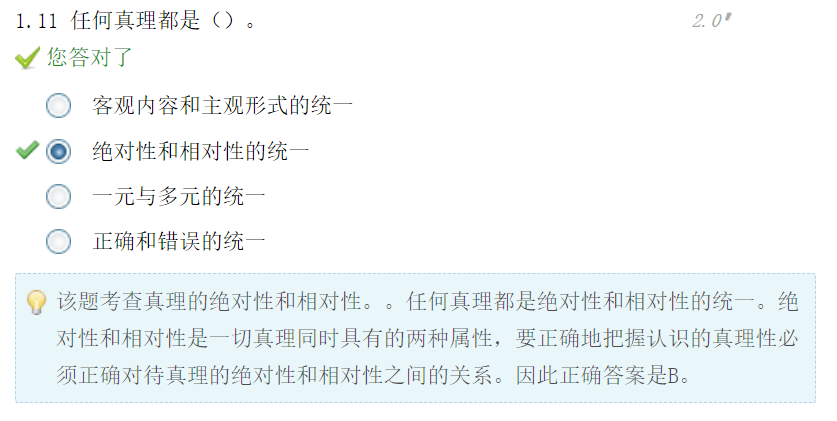 1.11 任何真理都是（）。 2.0
您答对了
客观内容和主观形式的统一
绝对性和相对性的统一
一元与多元的统一
正确和错误的统一
该题考查真理的绝对性和相对性。。任何真理都是绝对性和相对性的统一。绝
对性和相对性是一切真理同时具有的两种属性，要正确地把握认识的真理性必
须正确对待真理的绝对性和相对性之间的关系。因此正确答案是B。